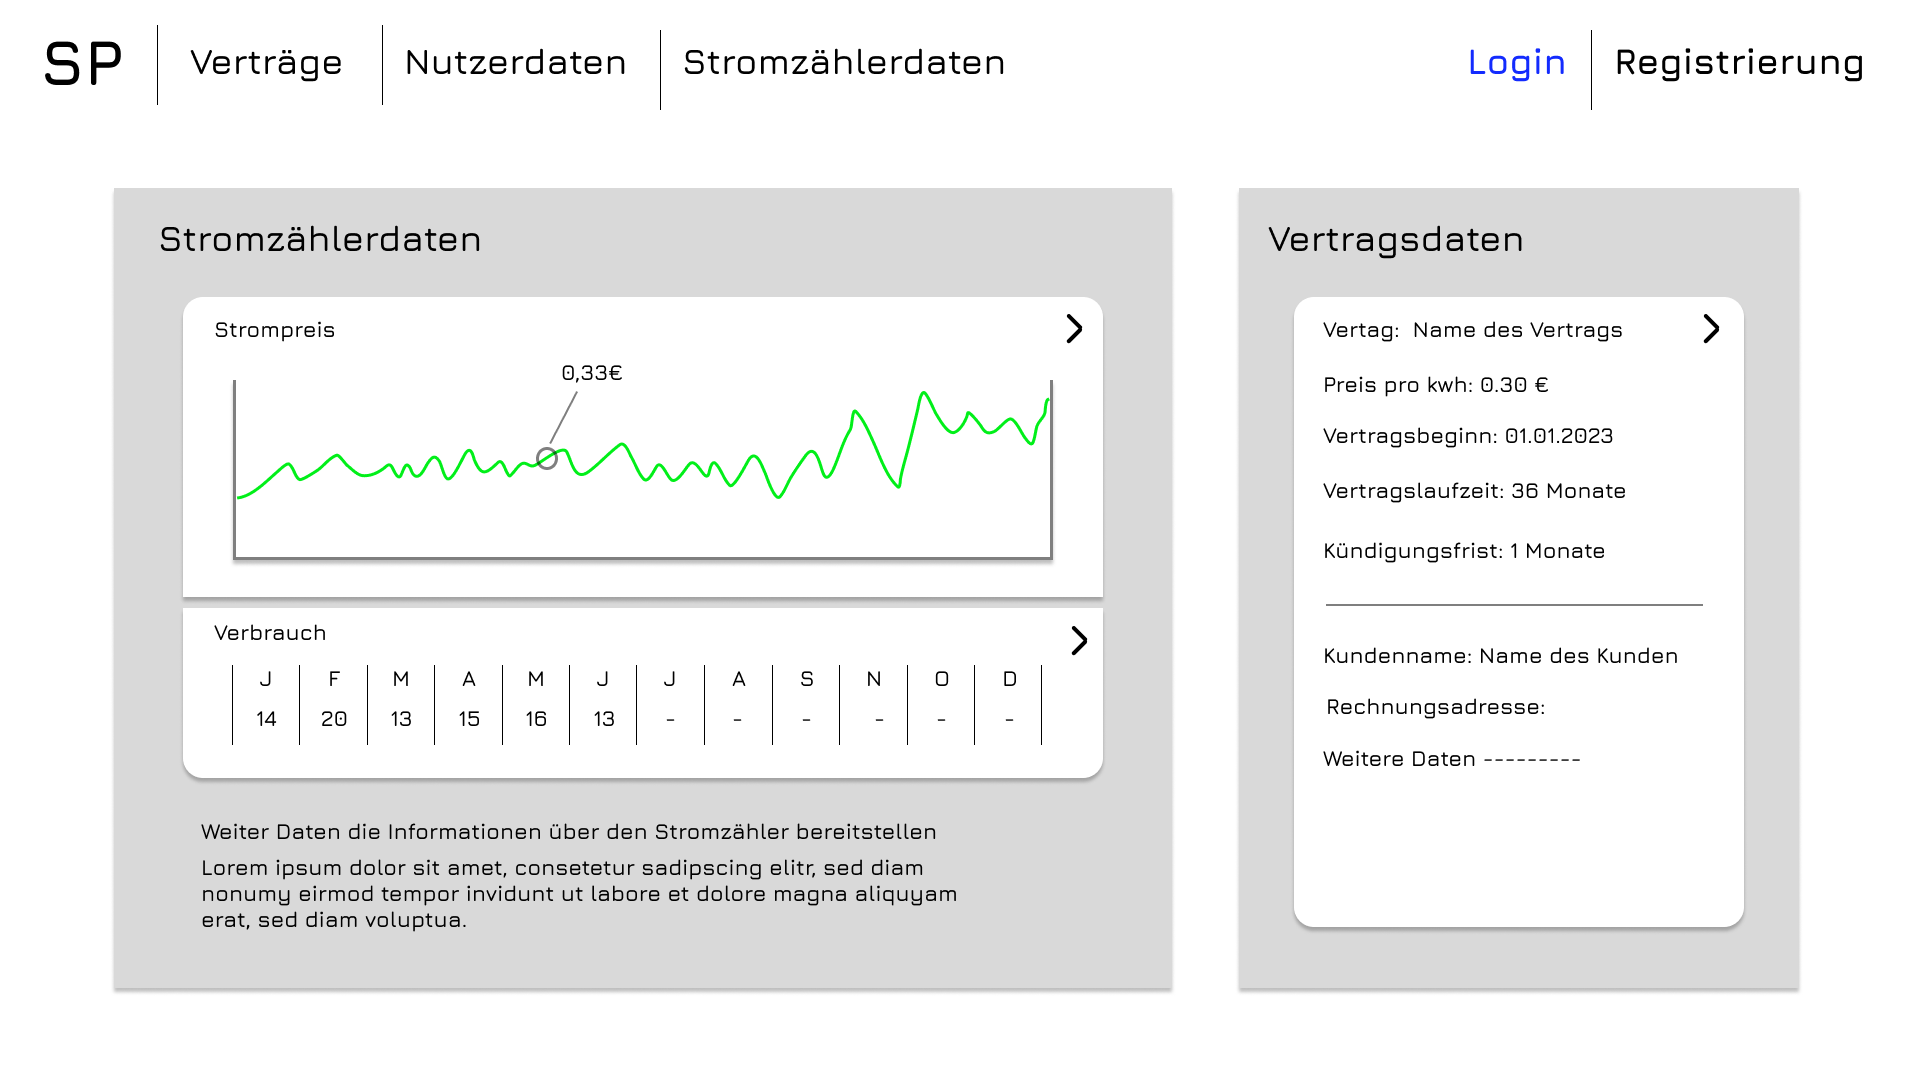 SP
Verträge
Nutzerdaten
Stromzählerdaten
Login
Registrierung
Stromzählerdaten
Strompreis
0,33€
Verbrauch
J F M A M J J A S N O D
14 20 13 15 16 13 - - - - - -
Weiter Daten die Informationen über den Stromzähler bereitstellen
Lorem ipsum dolor sit amet, consetetur sadipscing elitr, sed diam
nonumy eirmod tempor invidunt ut labore et dolore magna aliquyam
erat, sed diam voluptua.
Vertragsdaten
Vertag: Name des Vertrags
Preis pro kwh: 0.30 €
Vertragsbeginn: 01.01.2023
Vertragslaufzeit: 36 Monate
Kündigungsfrist: 1 Monate
Kundenname: Name des Kunden
Rechnungsadresse:
Weitere Daten ---------